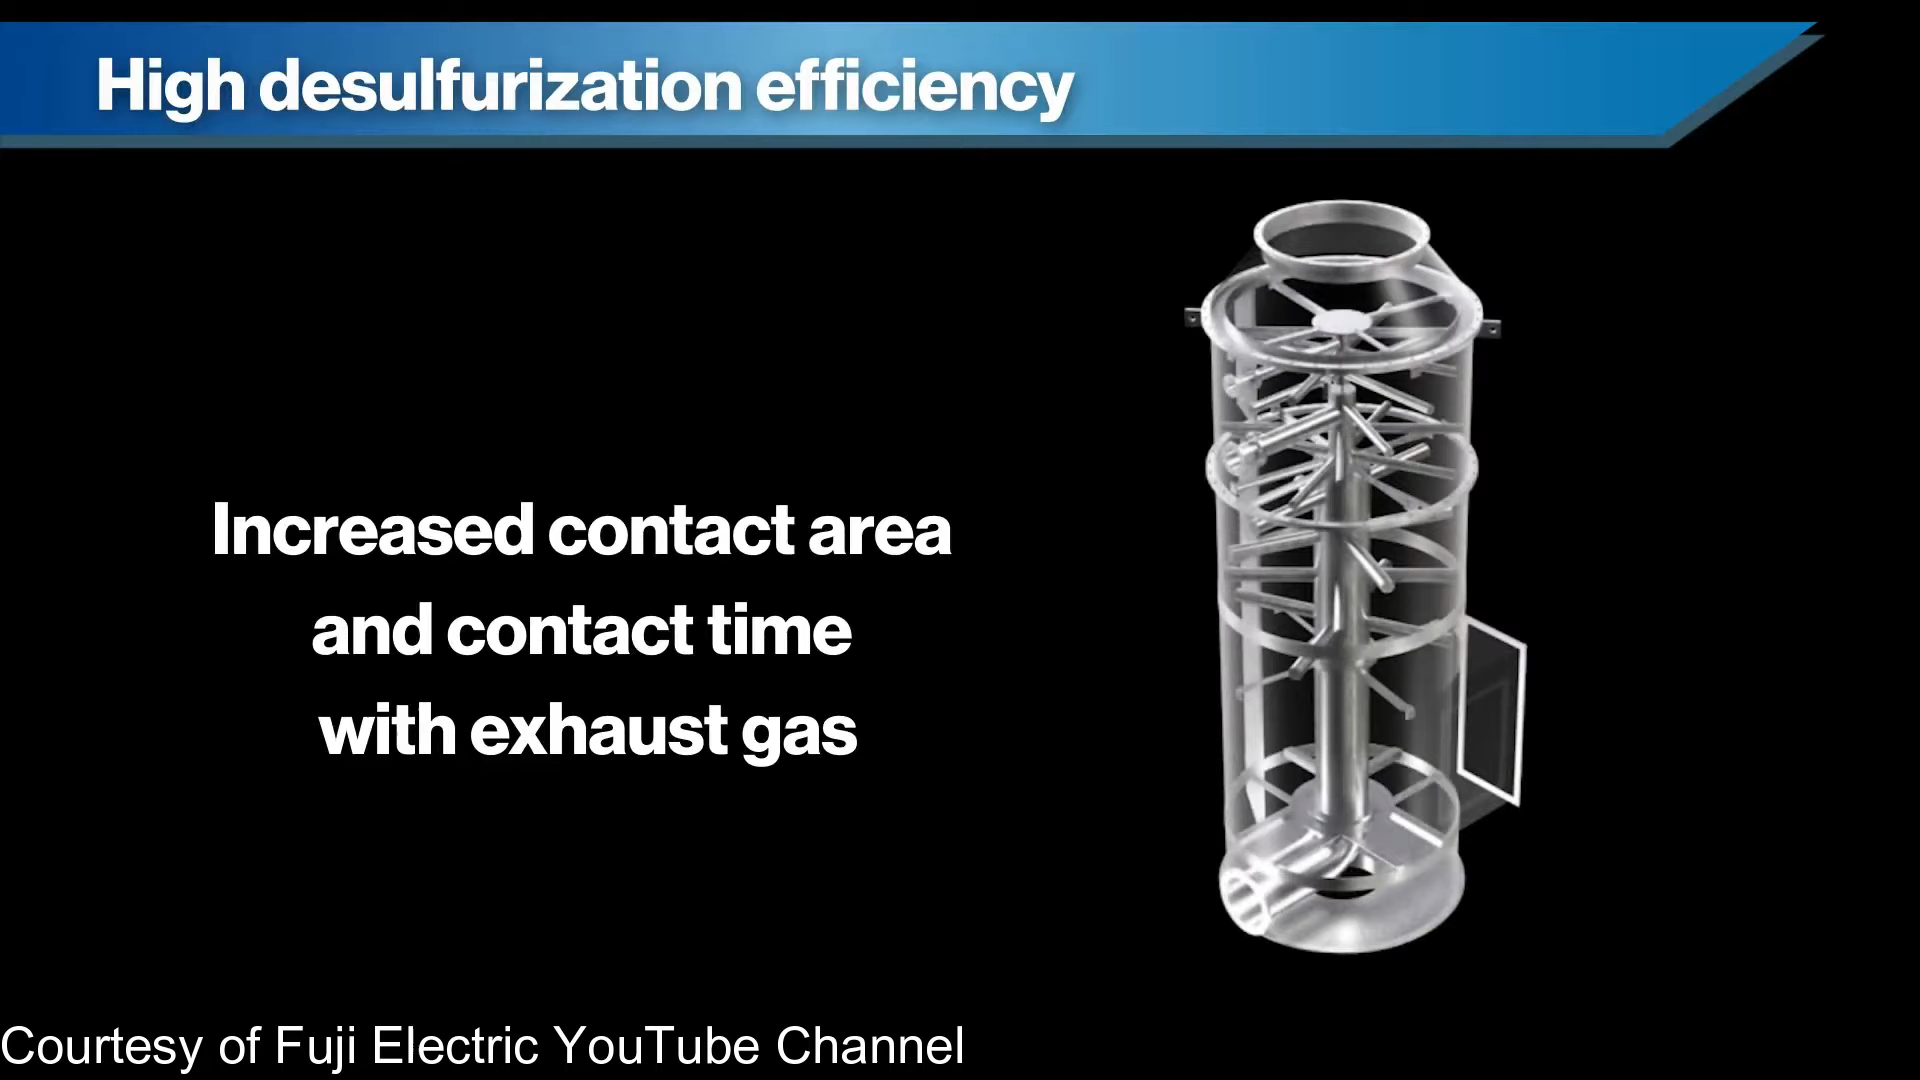 High desulfurization efficiency
Increased contact area
and contact time
with exhaust gas
Courtesy of Fuji Electric YouTube Channel